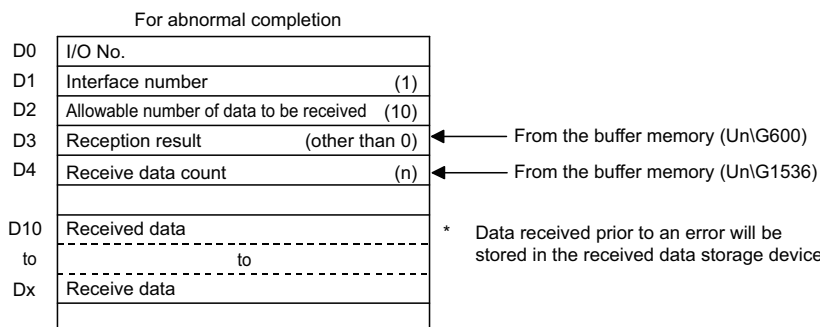 For abnormal completion
D0 I/O No.
D1 Interface number (1)
D2 Allowable number of data to be received (10)
D3 Reception result (other than 0) From the buffer memory (Un\G600)
D4 Receive data count (n) From the buffer memory (Un\G1536)
D10 Received data * Data received prior to an error will be
to to stored in the received data storage device
Dx Receive data